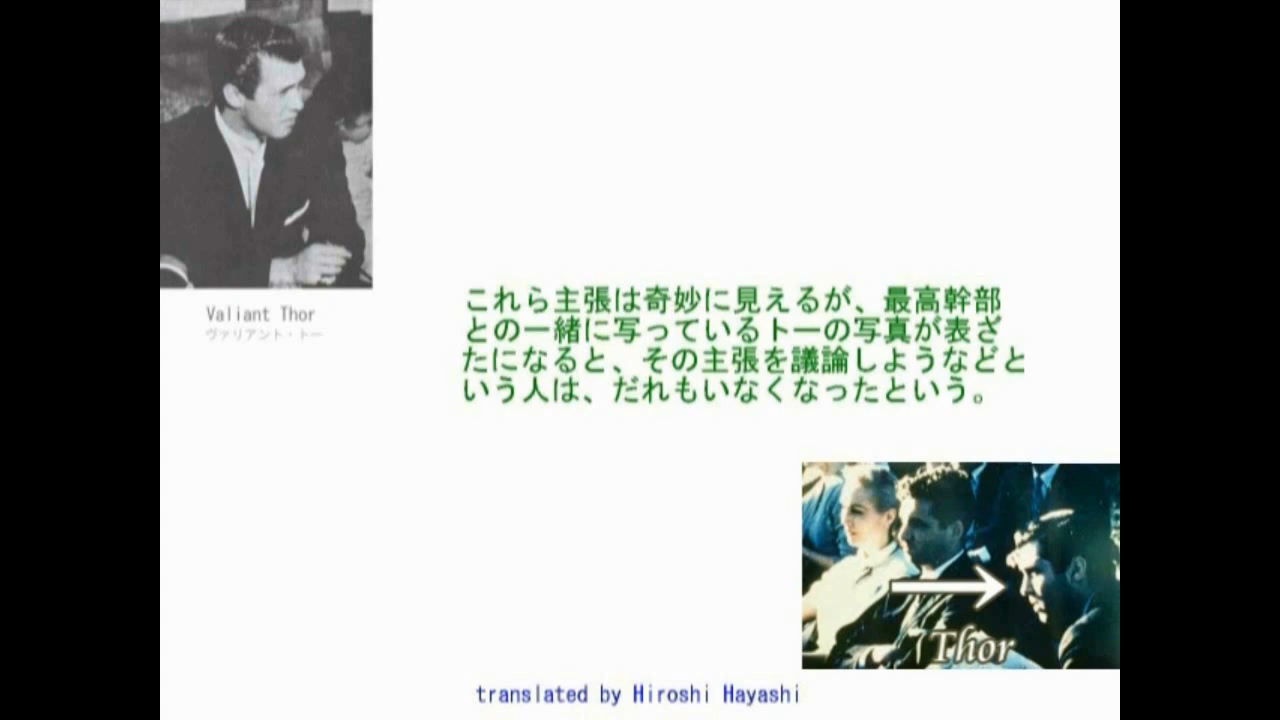 Valiant Thor
ヴァリアント・トー
これら主張は奇妙に見えるが、最高幹部
との一緒に写っているトーの写真が表ざ
たになると、その主張を議論しようなどと
いう人は、だれもいなくなったという。
Thor
translated by Hiroshi Hayashi